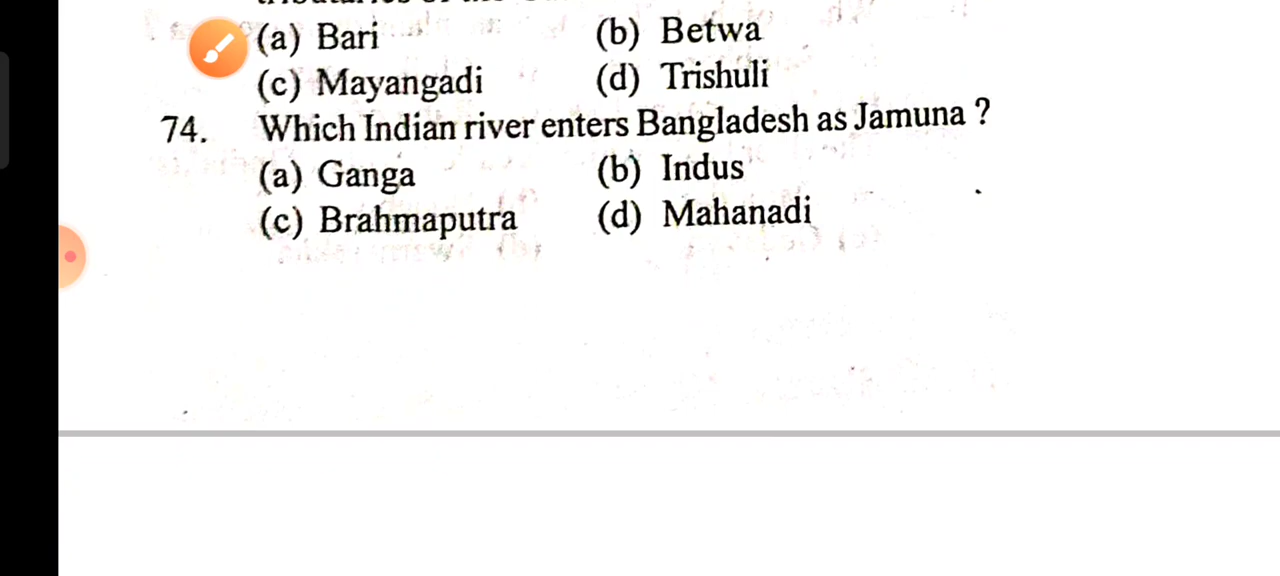 (a) Bari (b) Betwa
(c) Mayangadi (d) Trishuli
74. Which Indian river enters Bangladesh as Jamuna ?
(a) Ganga (b) Indus
(c) Brahmaputra (d) Mahanadi